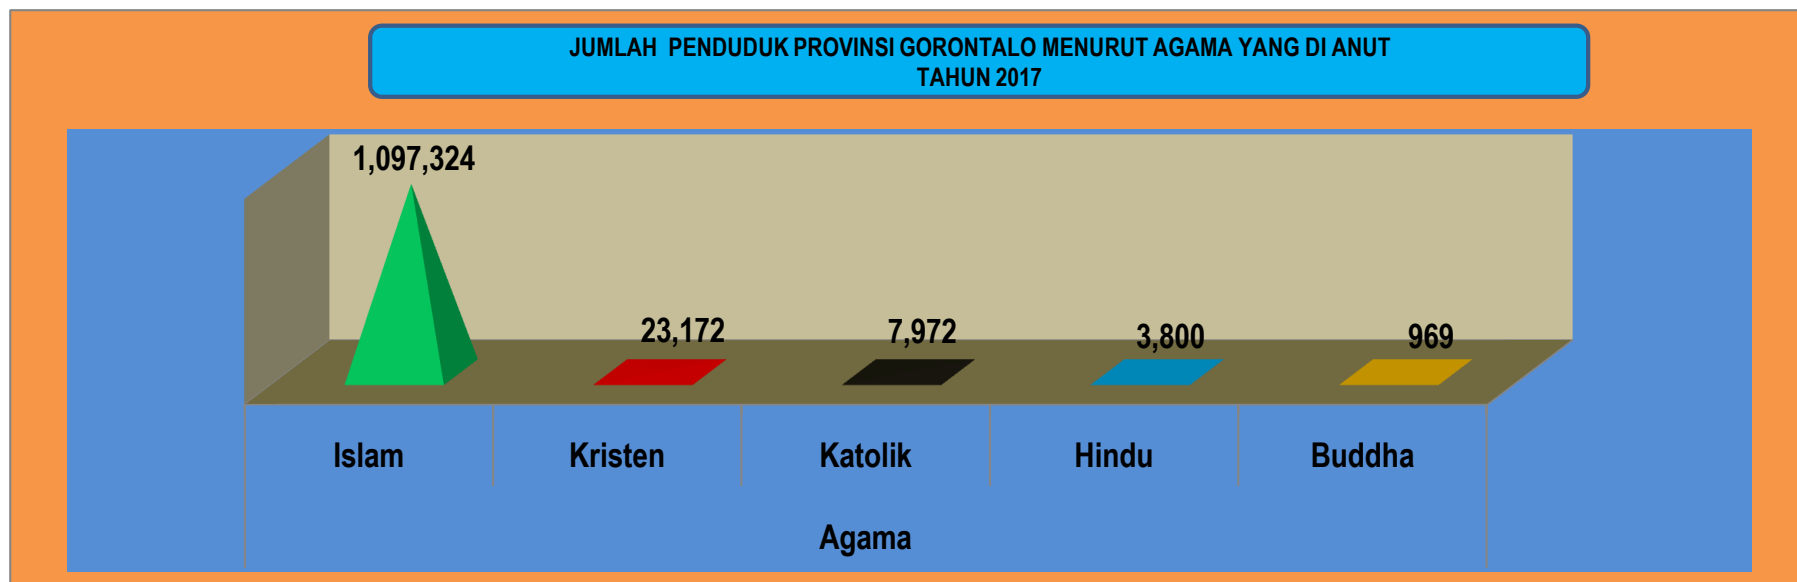 JUMLAH PENDUDUK PROVINSI GORONTALO MENURUT AGAMA YANG DI ANUT
TAHUN 2017
1,097,324
23,172
7,972
3,800
969
Islam
Kristen
Katolik
Hindu
Buddha
Agama